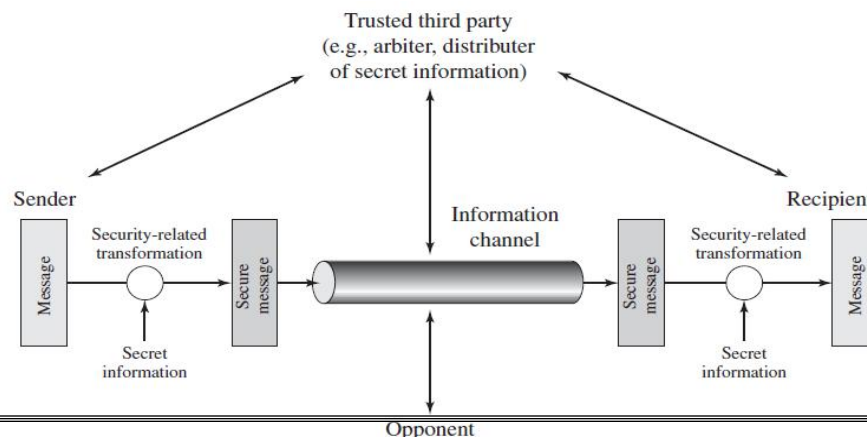 Trusted third party
(e.g., arbiter, distributer
of secret information)
Sender
Recipien
Information
channel
Security-related
transformation
Security-related
transformation
Message
Secure
message
Secure
message
Message
Secret
information
Secret
information
Opponent